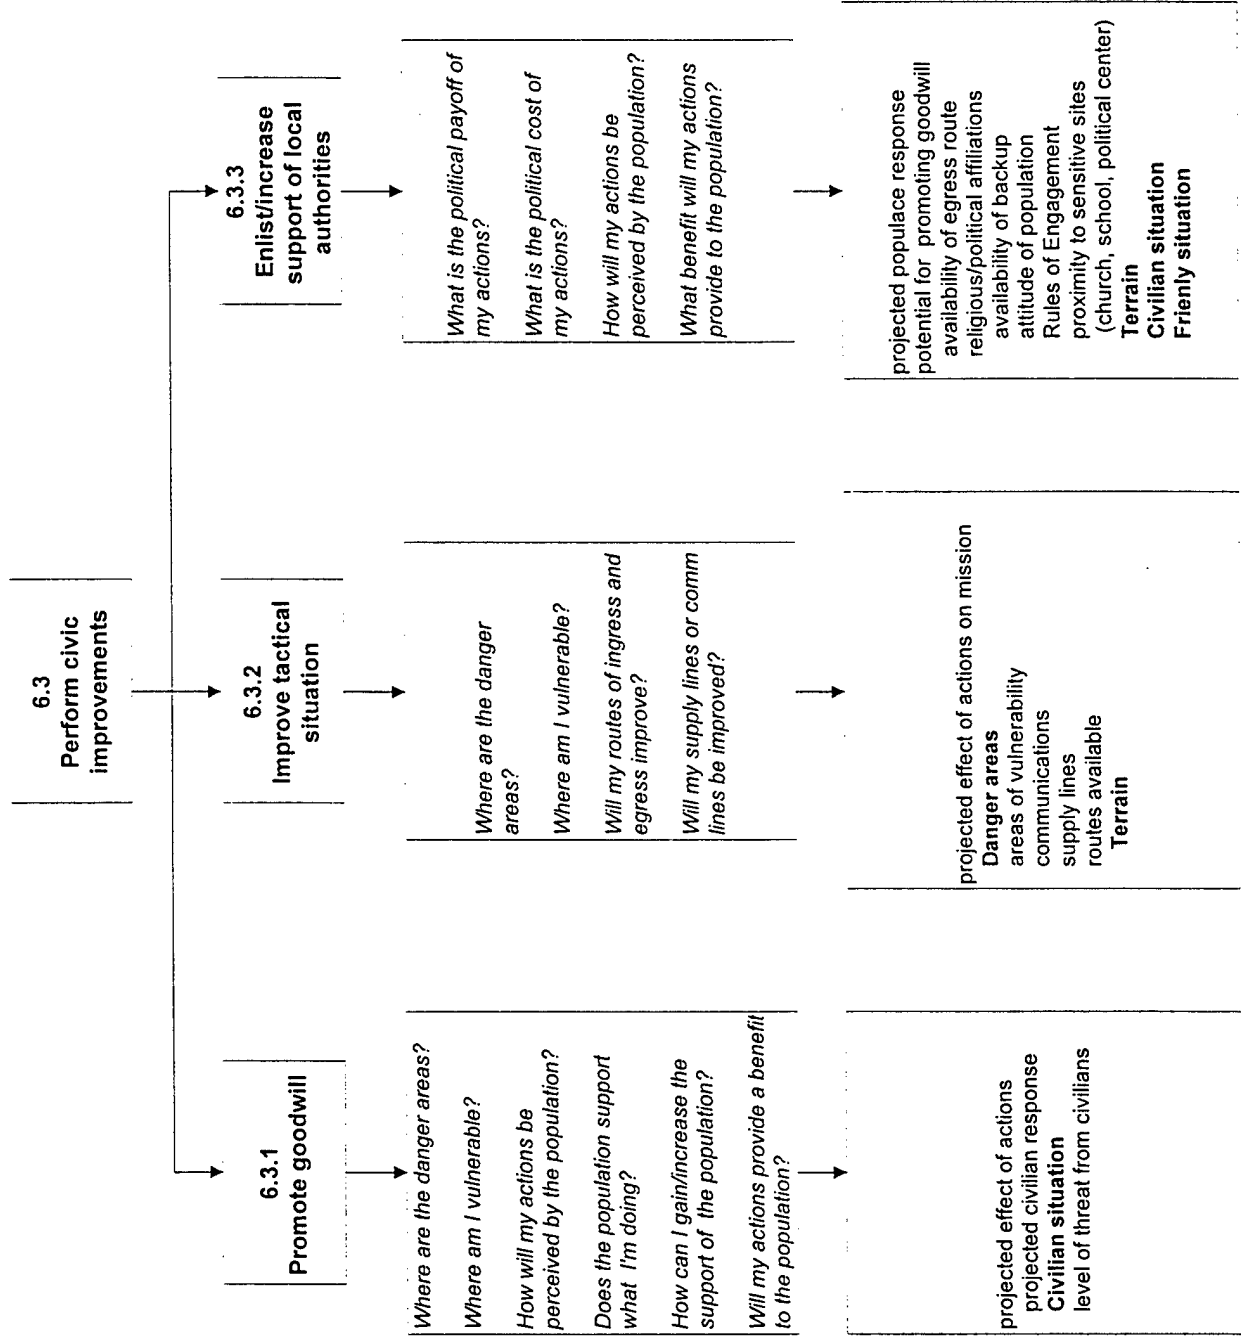 6.3
Perform civic
improvements
6.3.1
Promote goodwill
Where are the danger areas?
Where am I vulnerable?
How will my actions be
perceived by the population?
Does the population support
what I'm doing?
How can I gain/increase the
support of the population?
Will my actions provide a benefit
to the population?
projected effect of actions
projected civilian response
Civilian situation
level of threat from civilians
6.3.2
Improve tactical
situation
Where are the danger
areas?
Where am I vulnerable?
Will my routes of ingress and
egress improve?
Will my supply lines or comm
lines be improved?
projected effect of actions on mission
Danger areas
areas of vulnerability
communications
supply lines
routes available
Terrain
6.3.3
Enlist/increase
support of local
authorities
What is the political payoff of
my actions?
What is the political cost of
my actions?
How will my actions be
perceived by the population?
What benefit will my actions
provide to the population?
projected populace response
potential for promoting goodwill
availability of egress route
religious/political affiliations
availability of backup
attitude of population
Rules of Engagement
proximity to sensitive sites
(church, school, political center)
Terrain
Civilian situation
Frienly situation